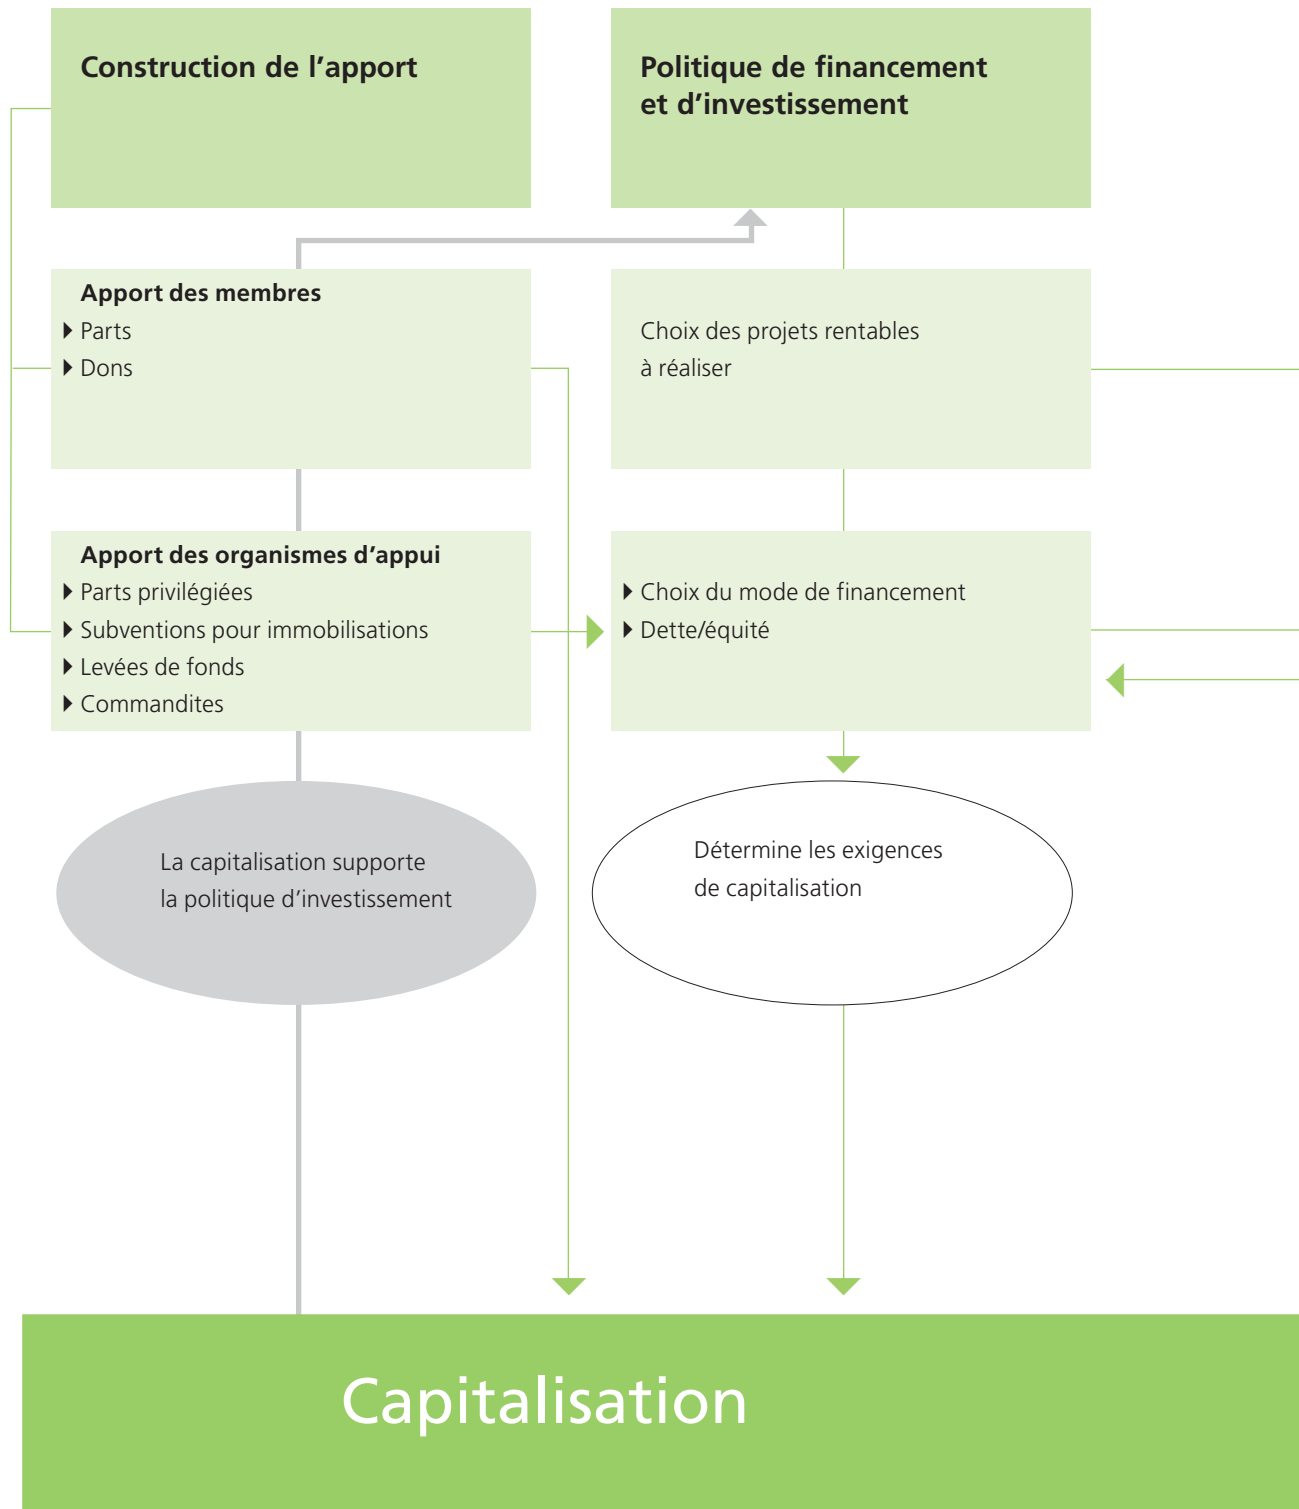 Construction de l’apport
Politique de financement
et d’investissement
Apport des membres
Parts
Dons
Choix des projets rentables
à réaliser
Apport des organismes d’appui
Parts privilégiées
Subventions pour immobilisations
Levées de fonds
Commandites
Choix du mode de financement
Dette/équité
La capitalisation supporte
la politique d’investissement
Détermine les exigences
de capitalisation
Capitalisation